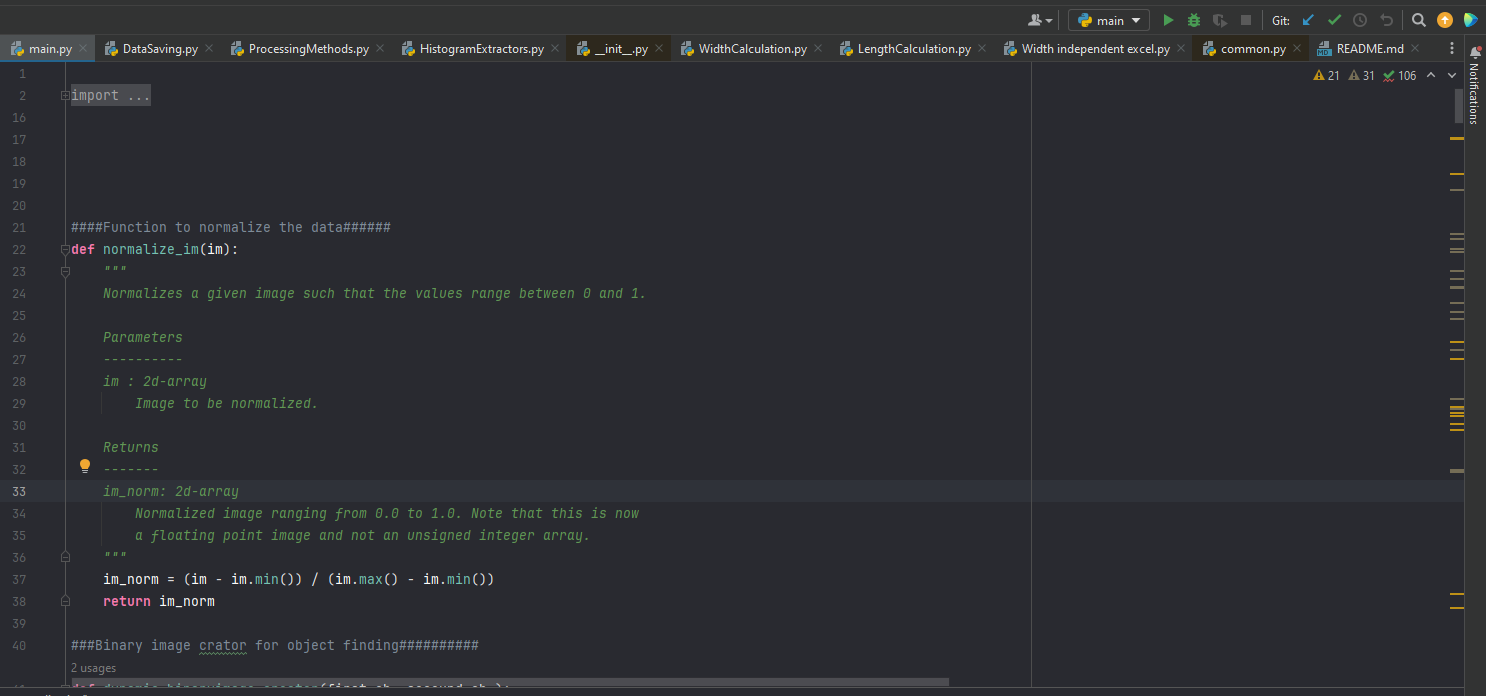 main
Git:
main.py
DataSaving.py
ProcessingMethods.py
HistogramExtractors.py
__init__.py
WidthCalculation.py
LengthCalculation.py
Width independent excel.py
common.py
README.md
Notifications
21 31 106
1
2 import ...
16
17
18
19
20
21 ####Function to normalize the data######
22 def normalize_im(im):
23 """
24 Normalizes a given image such that the values range between 0 and 1.
25
26 Parameters
27 ----------
28 im : 2d-array
29 Image to be normalized.
30
31 Returns
32 -------
33 im_norm: 2d-array
34 Normalized image ranging from 0.0 to 1.0. Note that this is now
35 a floating point image and not an unsigned integer array.
36 """
37 im_norm = (im - im.min()) / (im.max() - im.min())
38 return im_norm
39
40 ###Binary image crator for object finding##########
2 usages